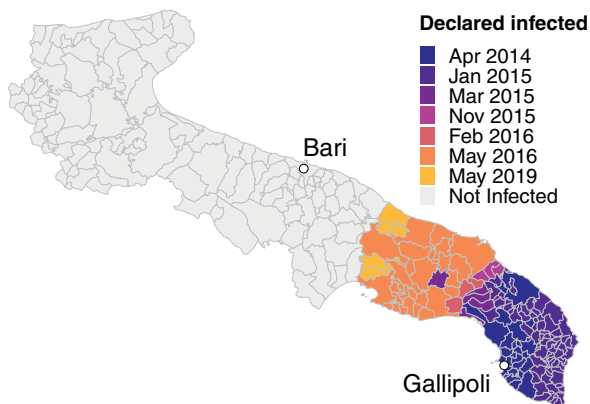 Declared infected
Apr 2014
Jan 2015
Mar 2015
Nov 2015
Feb 2016
May 2016
May 2019
Not Infected
Bari
Gallipoli